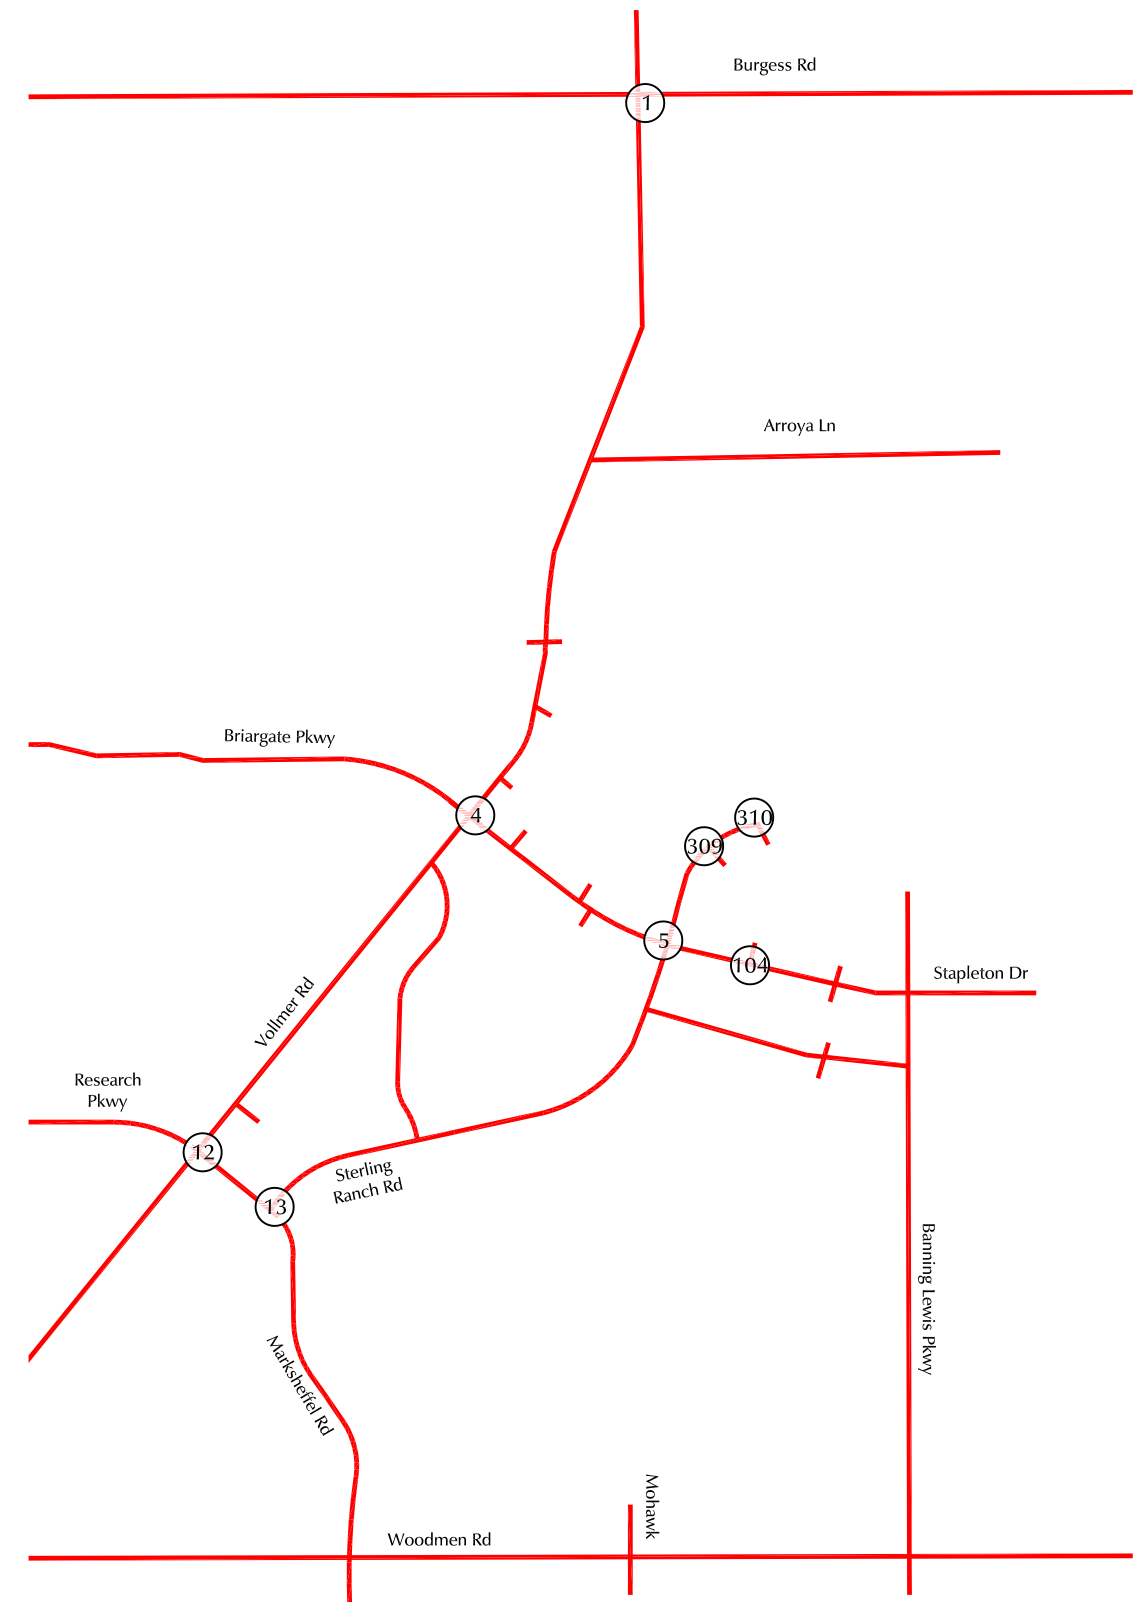 Burgess Rd
1
Arroya Ln
Briargate Pkwy
4
310
309
5
104
Stapleton Dr
Vollmer Rd
Research
Pkwy
12
Sterling
Ranch Rd
13
Banning Lewis Pkwy
Marksheffel Rd
Mohawk
Woodmen Rd